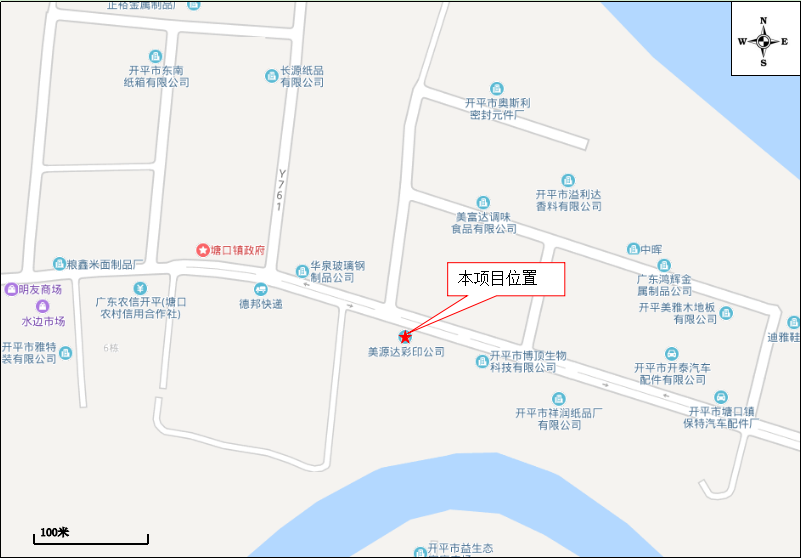 正裕金属制品厂
N
W
E
S
开平市东南
纸箱有限公司
长源纸品
有限公司
开平市奥斯利
密封元件厂
Y761
开平市溢利达
香料有限公司
美富达调味
食品有限公司
塘口镇政府
中晖
粮鑫米面制品厂
华泉玻璃钢
制品公司
本项目位置
广东鸿辉金
属制品公司
明友商场
水边市场
广东农信开平(塘口
农村信用合作社)
德邦快递
开平美雅木地板
有限公司
迪雅鞋
开平市雅特
装有限公司
6栋
美源达彩印公司
开平市博顶生物
科技有限公司
开平市开泰汽车
配件有限公司
开平市祥润纸品厂
有限公司
开平市塘口镇
保特汽车配件厂
100米
开平市益生态